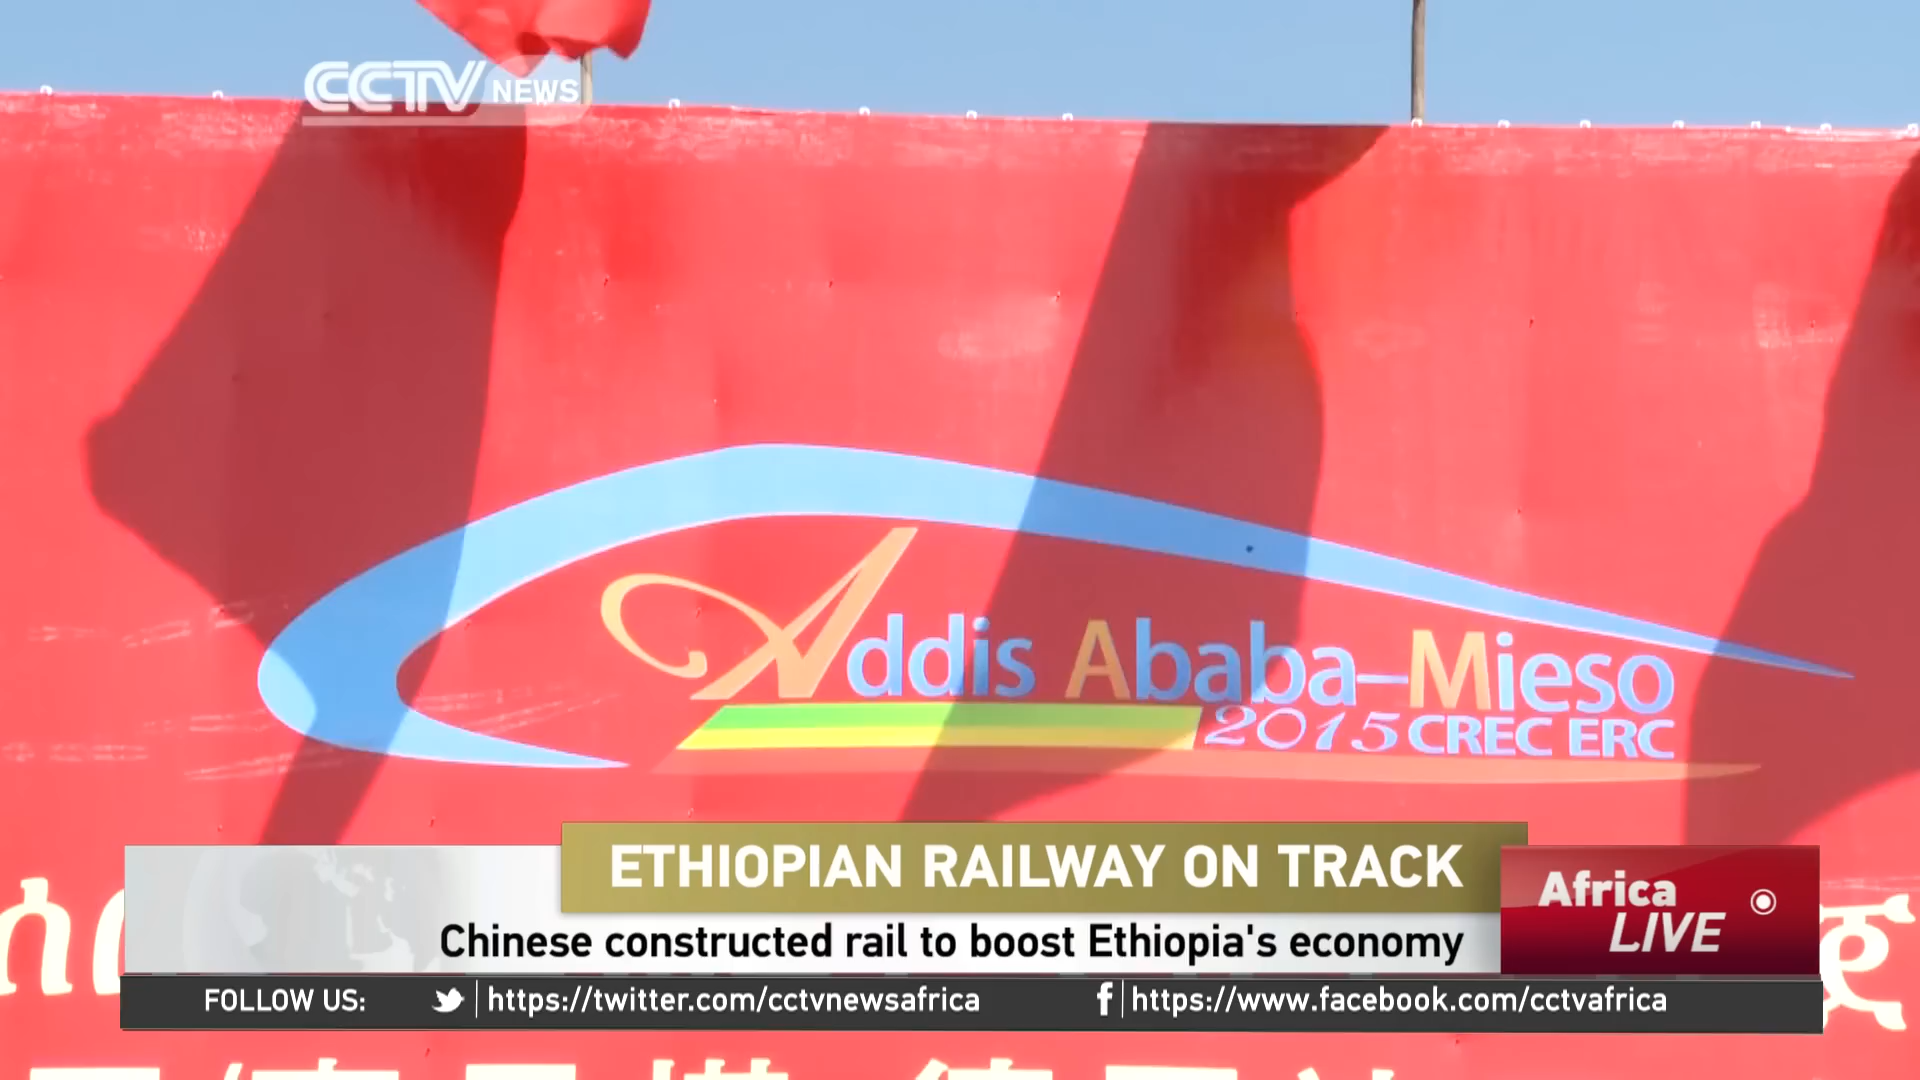 CCTV NEWS
Addis Ababa–Mieso
2015 CREC ERC
ETHIOPIAN RAILWAY ON TRACK
Chinese constructed rail to boost Ethiopia's economy
Africa
LIVE
FOLLOW US: https://twitter.com/cctvnewsafrica https://www.facebook.com/cctvafrica